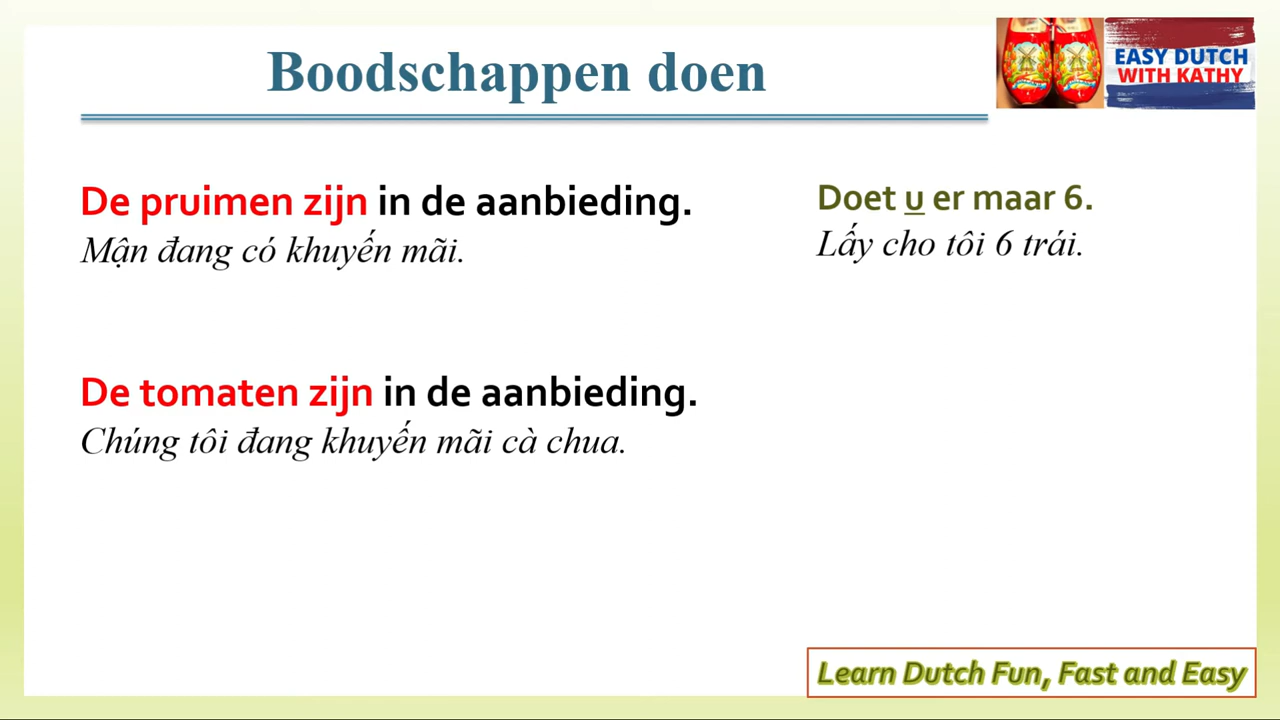 Boodschappen doen
EASY DUTCH
WITH KATHY
De pruimen zijn in de aanbieding.
Mận đang có khuyến mãi.
Doet u er maar 6.
Lấy cho tôi 6 trái.
De tomaten zijn in de aanbieding.
Chúng tôi đang khuyến mãi cà chua.
Learn Dutch Fun, Fast and Easy